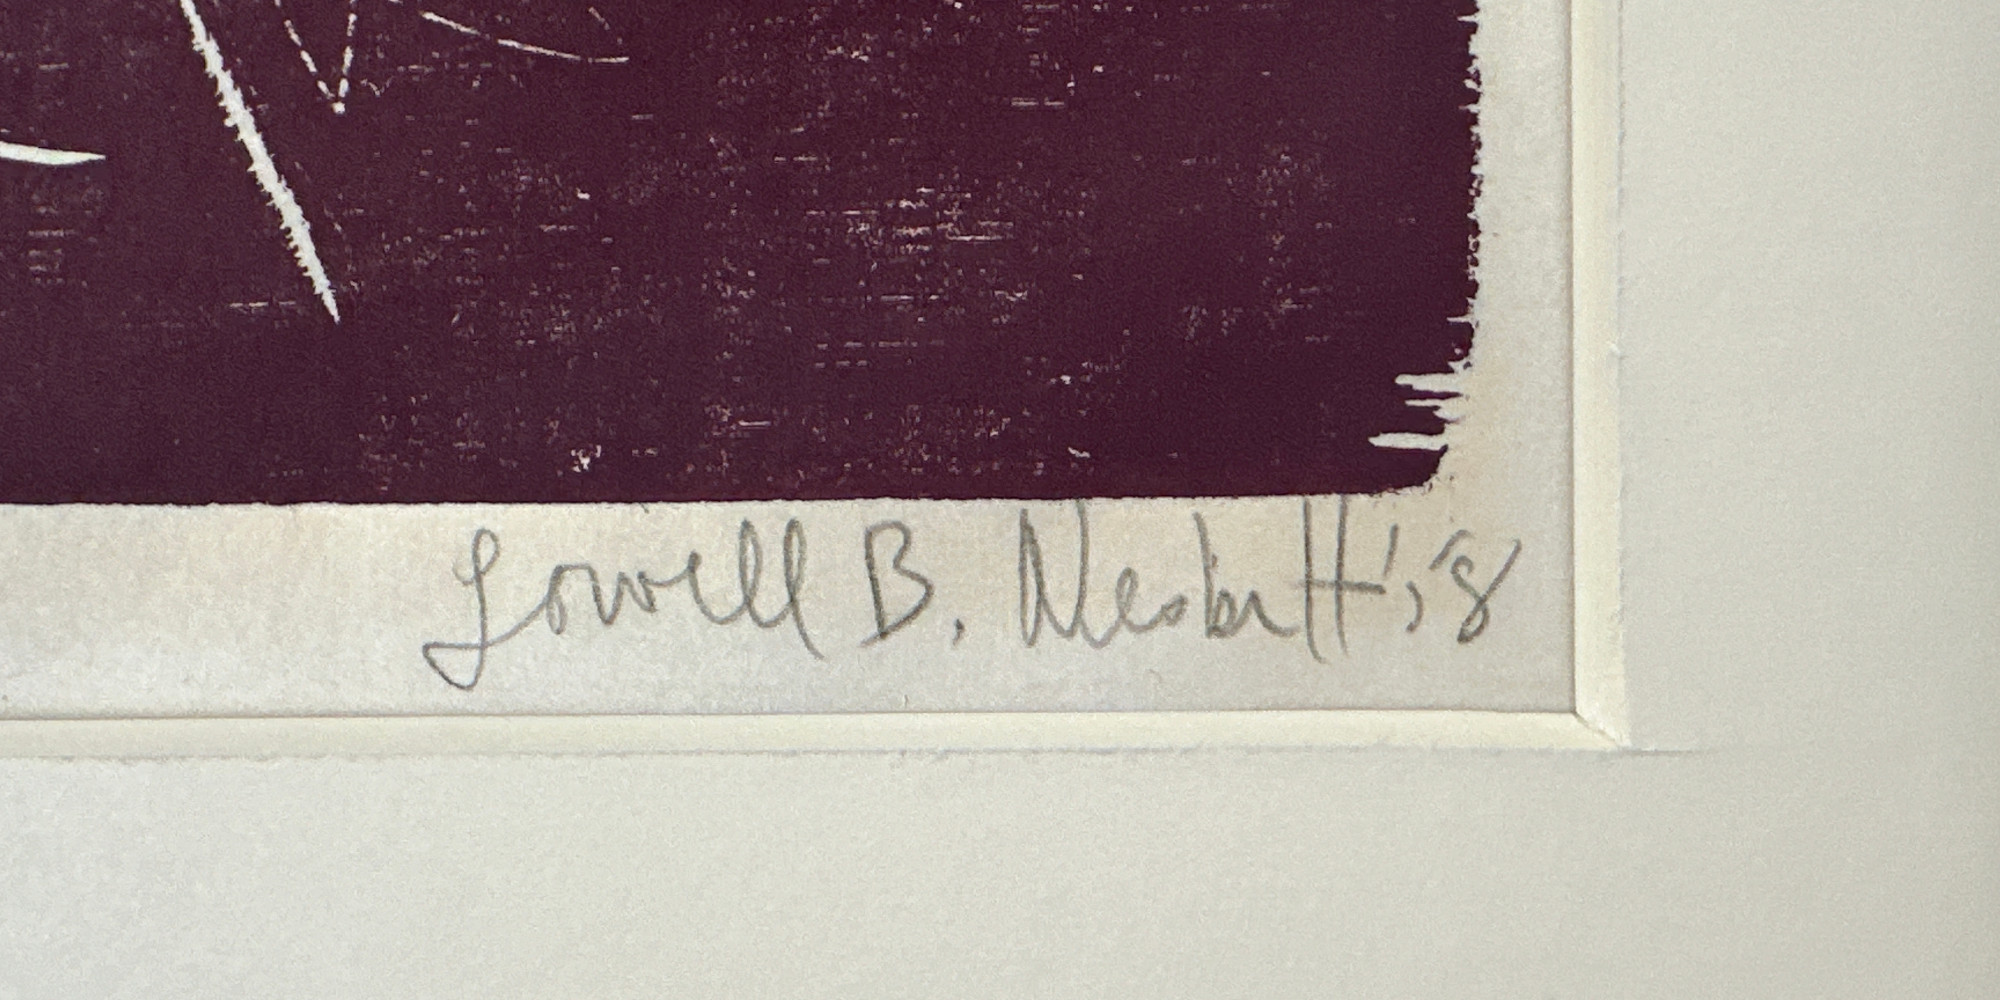 Lowell B. Nesbitt '58